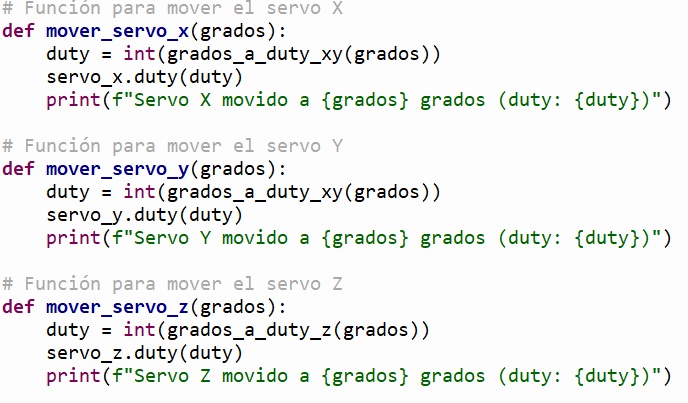 # Función para mover el servo X
def mover_servo_x(grados):
    duty = int(grados_a_duty_xy(grados))
    servo_x.duty(duty)
    print(f"Servo X movido a {grados} grados (duty: {duty})")

# Función para mover el servo Y
def mover_servo_y(grados):
    duty = int(grados_a_duty_xy(grados))
    servo_y.duty(duty)
    print(f"Servo Y movido a {grados} grados (duty: {duty})")

# Función para mover el servo Z
def mover_servo_z(grados):
    duty = int(grados_a_duty_z(grados))
    servo_z.duty(duty)
    print(f"Servo Z movido a {grados} grados (duty: {duty})")